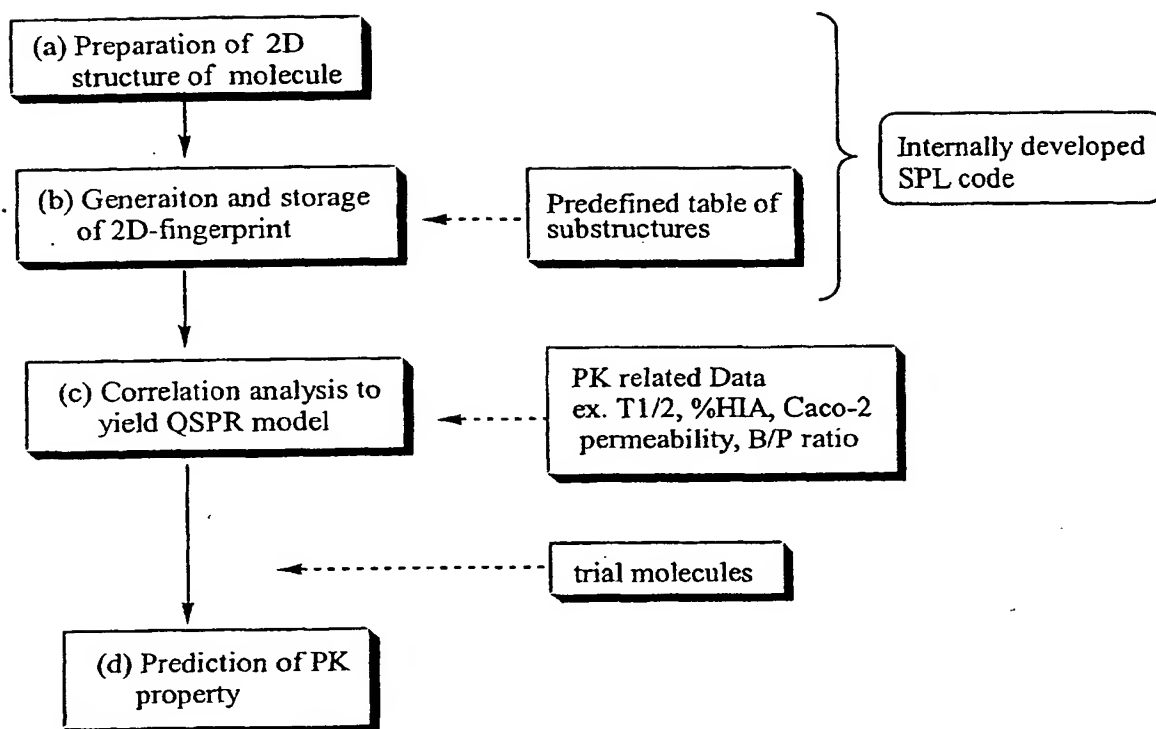 (a) Preparation of 2D
structure of molecule
Internally developed
SPL code
(b) Generaiton and storage
of 2D-fingerprint
Predefined table of
substructures
(c) Correlation analysis to
yield QSPR model
PK related Data
ex. T1/2, %HIA, Caco-2
permeability, B/P ratio
trial molecules
(d) Prediction of PK
property